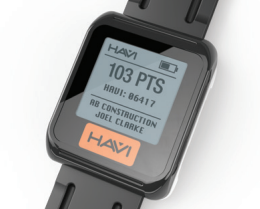 HAVI
103 PTS
HAVI: 06417
AB CONSTRUCTION
JOEL CLARKE
HAVI